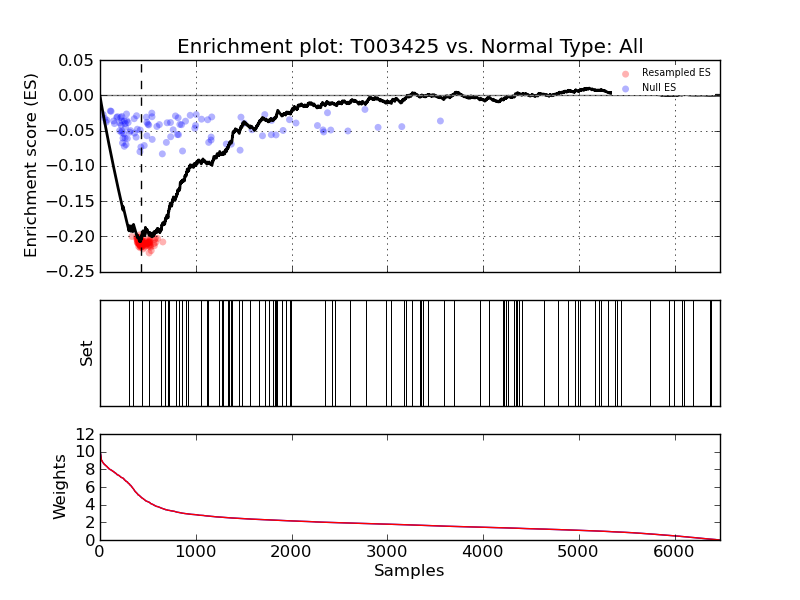 Enrichment plot: T003425 vs. Normal Type: All
Enrichment score (ES)
0.05
0.00
−0.05
−0.10
−0.15
−0.20
−0.25
Resampled ES
Null ES
Set
Weights
12
10
8
6
4
2
0
0 1000 2000 3000 4000 5000 6000
Samples